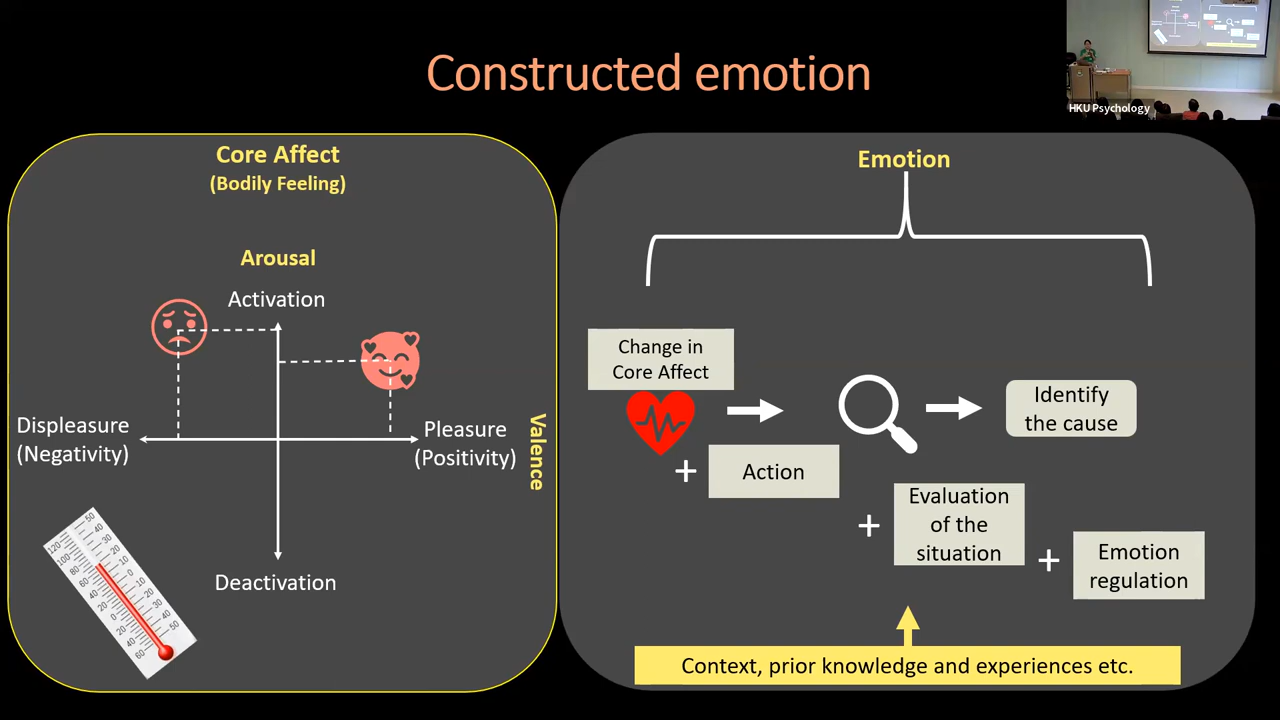 Constructed emotion
HKU Psychology
Core Affect
(Bodily Feeling)
Arousal
Activation
Displeasure
(Negativity)
Pleasure
(Positivity)
Valence
Deactivation
Emotion
Change in
Core Affect
Identify
the cause
+
Action
+
Evaluation
of the
situation
+
Emotion
regulation
Context, prior knowledge and experiences etc.